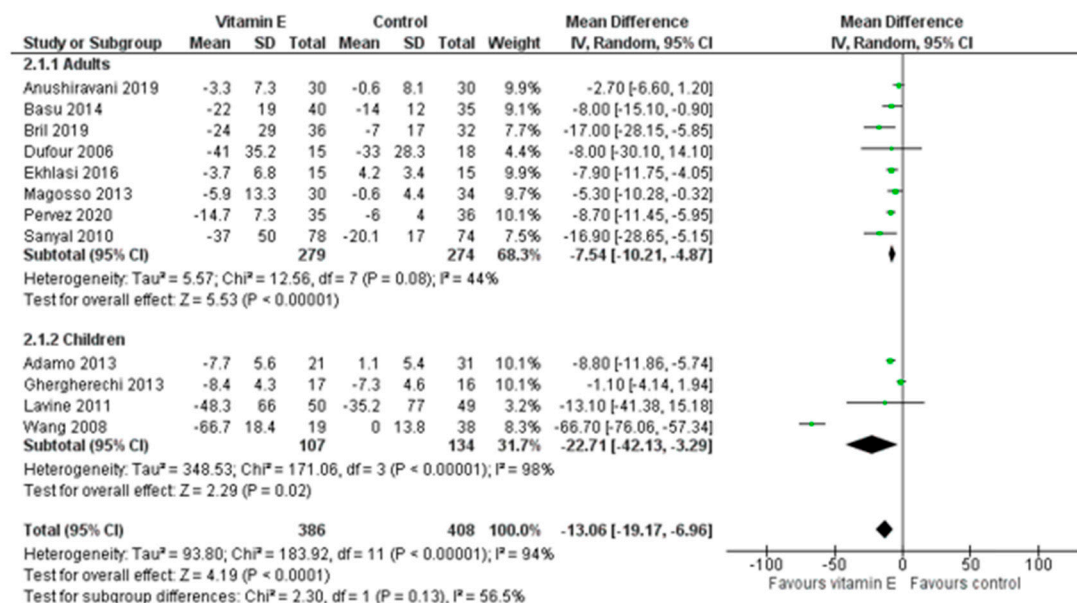 Vitamin E Control Mean Difference Mean Difference
Study or Subgroup Mean SD Total Mean SD Total Weight IV, Random, 95% CI IV, Random, 95% CI
2.1.1 Adults
Anushiravani 2019 -3.3 7.3 30 -0.6 8.1 30 9.9% -2.70 [-6.60, 1.20]
Basu 2014 -22 19 40 -14 12 35 9.1% -8.00 [-15.10, -0.90]
Bril 2019 -24 29 36 -7 17 32 7.7% -17.00 [-28.15, -5.85]
Dufour 2006 -41 35.2 15 -33 28.3 18 4.4% -8.00 [-30.10, 14.10]
Ekhlasi 2016 -3.7 6.8 15 4.2 3.4 15 9.9% -7.90 [-11.75, -4.05]
Magosso 2013 -5.9 13.3 30 -0.6 4.4 34 9.7% -5.30 [-10.28, -0.32]
Pervez 2020 -14.7 7.3 35 -6 4 36 10.1% -8.70 [-11.45, -5.95]
Sanyal 2010 -37 50 78 -20.1 17 74 7.5% -16.90 [-28.65, -5.15]
Subtotal (95% CI) 279 274 68.3% -7.54 [-10.21, -4.87]
Heterogeneity: Tau² = 5.57; Chi² = 12.56, df = 7 (P = 0.08); I² = 44%
Test for overall effect: Z = 5.53 (P < 0.00001)
2.1.2 Children
Adamo 2013 -7.7 5.6 21 1.1 5.4 31 10.1% -8.80 [-11.86, -5.74]
Ghergherechi 2013 -8.4 4.3 17 -7.3 4.6 16 10.1% -1.10 [-4.14, 1.94]
Lavine 2011 -48.3 66 50 -35.2 77 49 3.2% -13.10 [-41.38, 15.18]
Wang 2008 -66.7 18.4 19 0 13.8 38 8.3% -66.70 [-76.06, -57.34]
Subtotal (95% CI) 107 134 31.7% -22.71 [-42.13, -3.29]
Heterogeneity: Tau² = 348.53; Chi² = 171.06, df = 3 (P < 0.00001); I² = 98%
Test for overall effect: Z = 2.29 (P = 0.02)
Total (95% CI) 386 408 100.0% -13.06 [-19.17, -6.96]
Heterogeneity: Tau² = 93.80; Chi² = 183.92, df = 11 (P < 0.00001); I² = 94%
Test for overall effect: Z = 4.19 (P < 0.0001)
Test for subgroup differences: Chi² = 2.30, df = 1 (P = 0.13), I² = 56.5%
-100 -50 0 50 100
Favours vitamin E Favours control